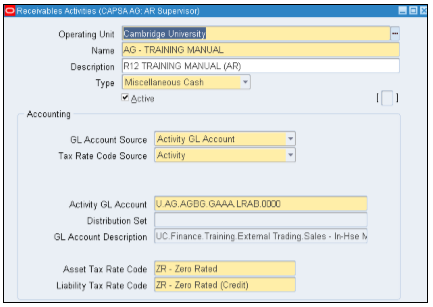 Receivables Activities (CAPSA AG: AR Supervisor)
Operating Unit Cambridge University
Name AG - TRAINING MANUAL
Description R12 TRAINING MANUAL (AR)
Type Miscellaneous Cash
Active
[ ]
Accounting
GL Account Source Activity GL Account
Tax Rate Code Source Activity
Activity GL Account U.AG.AGBG.GAAA.LRAB.0000
Distribution Set
GL Account Description UC.Finance.Training.External Trading.Sales - In-Hse M
Asset Tax Rate Code ZR - Zero Rated
Liability Tax Rate Code ZR - Zero Rated (Credit)